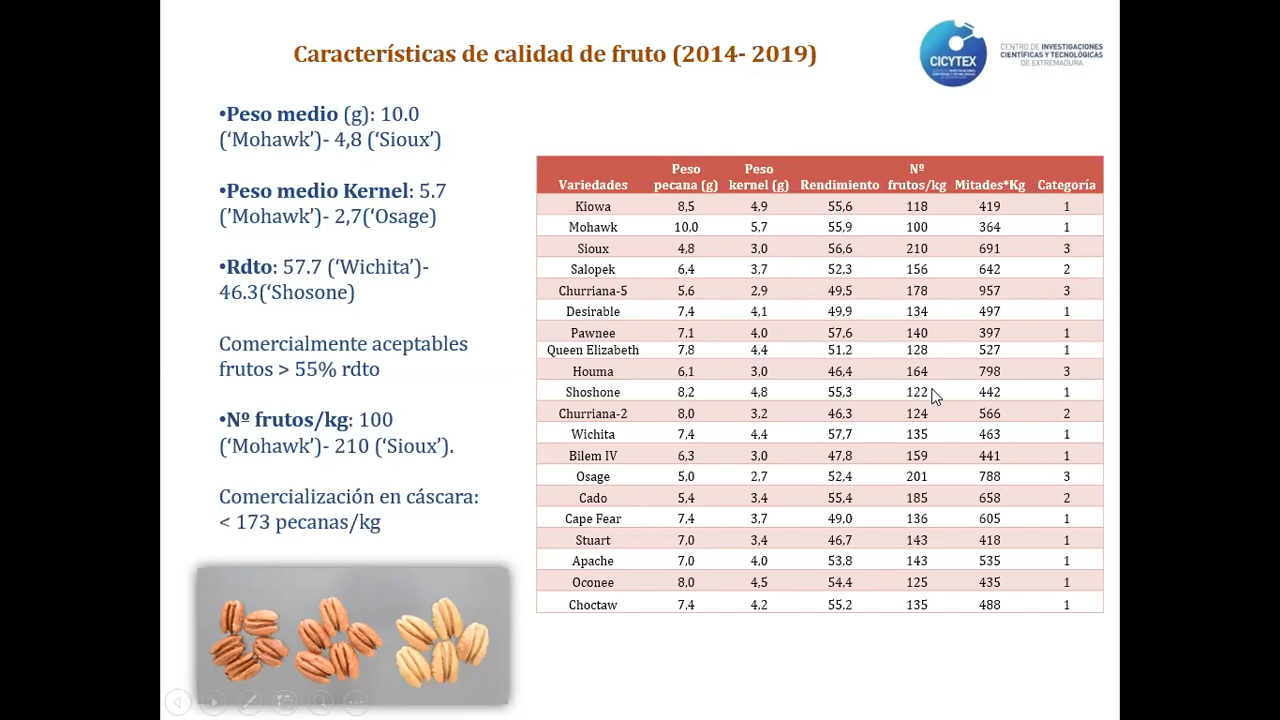 Características de calidad de fruto (2014- 2019)
CICYTEX
CENTRO DE INVESTIGACIONES
CIENTÍFICAS Y TECNOLÓGICAS
DE EXTREMADURA
•Peso medio (g): 10.0
(‘Mohawk’)- 4,8 (‘Sioux’)
•Peso medio Kernel: 5.7
(’Mohawk’)- 2,7(‘Osage)
•Rdto: 57.7 (‘Wichita’)-
46.3(‘Shosone)
Comercialmente aceptables
frutos > 55% rdto
•Nº frutos/kg: 100
(‘Mohawk’)- 210 (‘Sioux’).
Comercialización en cáscara:
< 173 pecanas/kg
Variedades Peso pecana (g) Peso kernel (g) Rendimiento Nº frutos/kg Mitades*Kg Categoría
Kiowa 8,5 4,9 55,6 118 419 1
Mohawk 10,0 5,7 55,9 100 364 1
Sioux 4,8 3,0 56,6 210 691 3
Salopek 6,4 3,7 52,3 156 642 2
Churriana-5 5,6 2,9 49,5 178 957 3
Desirable 7,4 4,1 49,9 134 497 1
Pawnee 7,1 4,0 57,6 140 397 1
Queen Elizabeth 7,8 4,4 51,2 128 527 1
Houma 6,1 3,0 46,4 164 798 3
Shoshone 8,2 4,8 55,3 122 442 1
Churriana-2 8,0 3,2 46,3 124 566 2
Wichita 7,4 4,4 57,7 135 463 1
Bilem IV 6,3 3,0 47,8 159 441 1
Osage 5,0 2,7 52,4 201 788 3
Cado 5,4 3,4 55,4 185 658 2
Cape Fear 7,4 3,7 49,0 136 605 1
Stuart 7,0 3,4 46,7 143 418 1
Apache 7,0 4,0 53,8 143 535 1
Oconee 8,0 4,5 54,4 125 435 1
Choctaw 7,4 4,2 55,2 135 488 1